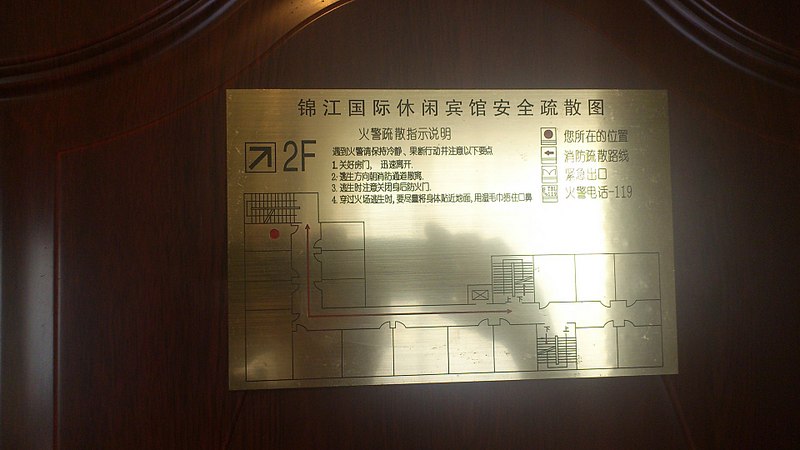 锦江国际休闲宾馆安全疏散图
火警疏散指示说明
2F
遇到火警请保持冷静、果断行动并注意以下要点
1. 关好房门, 迅速离开.
2. 逃生方向朝消防通道撤离.
3. 逃生时注意关闭身后防火门.
4. 穿过火场逃生时, 要尽量将身体贴近地面, 用湿毛巾捂住口鼻
您所在的位置
消防疏散路线
紧急出口
火警电话-119
上 下